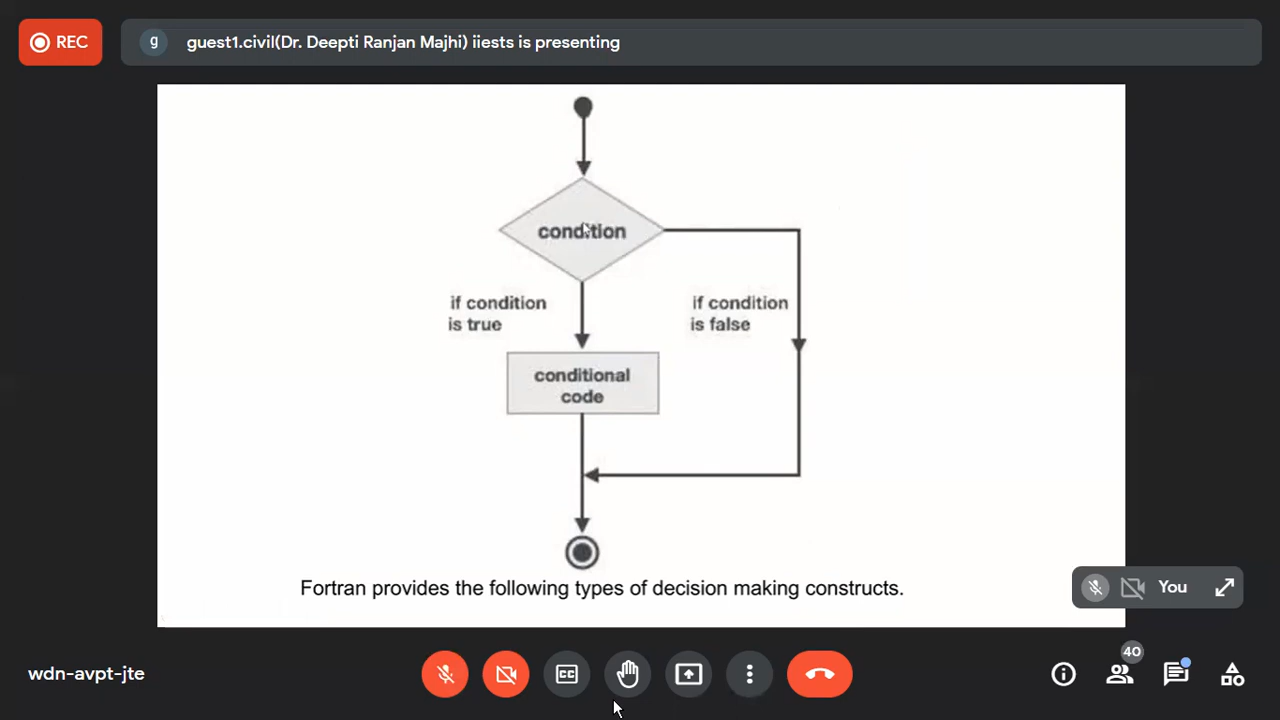 REC
g
guest1.civil(Dr. Deepti Ranjan Majhi) iiests is presenting
condition
if condition
is true
if condition
is false
conditional
code
Fortran provides the following types of decision making constructs.
You
wdn-avpt-jte
40